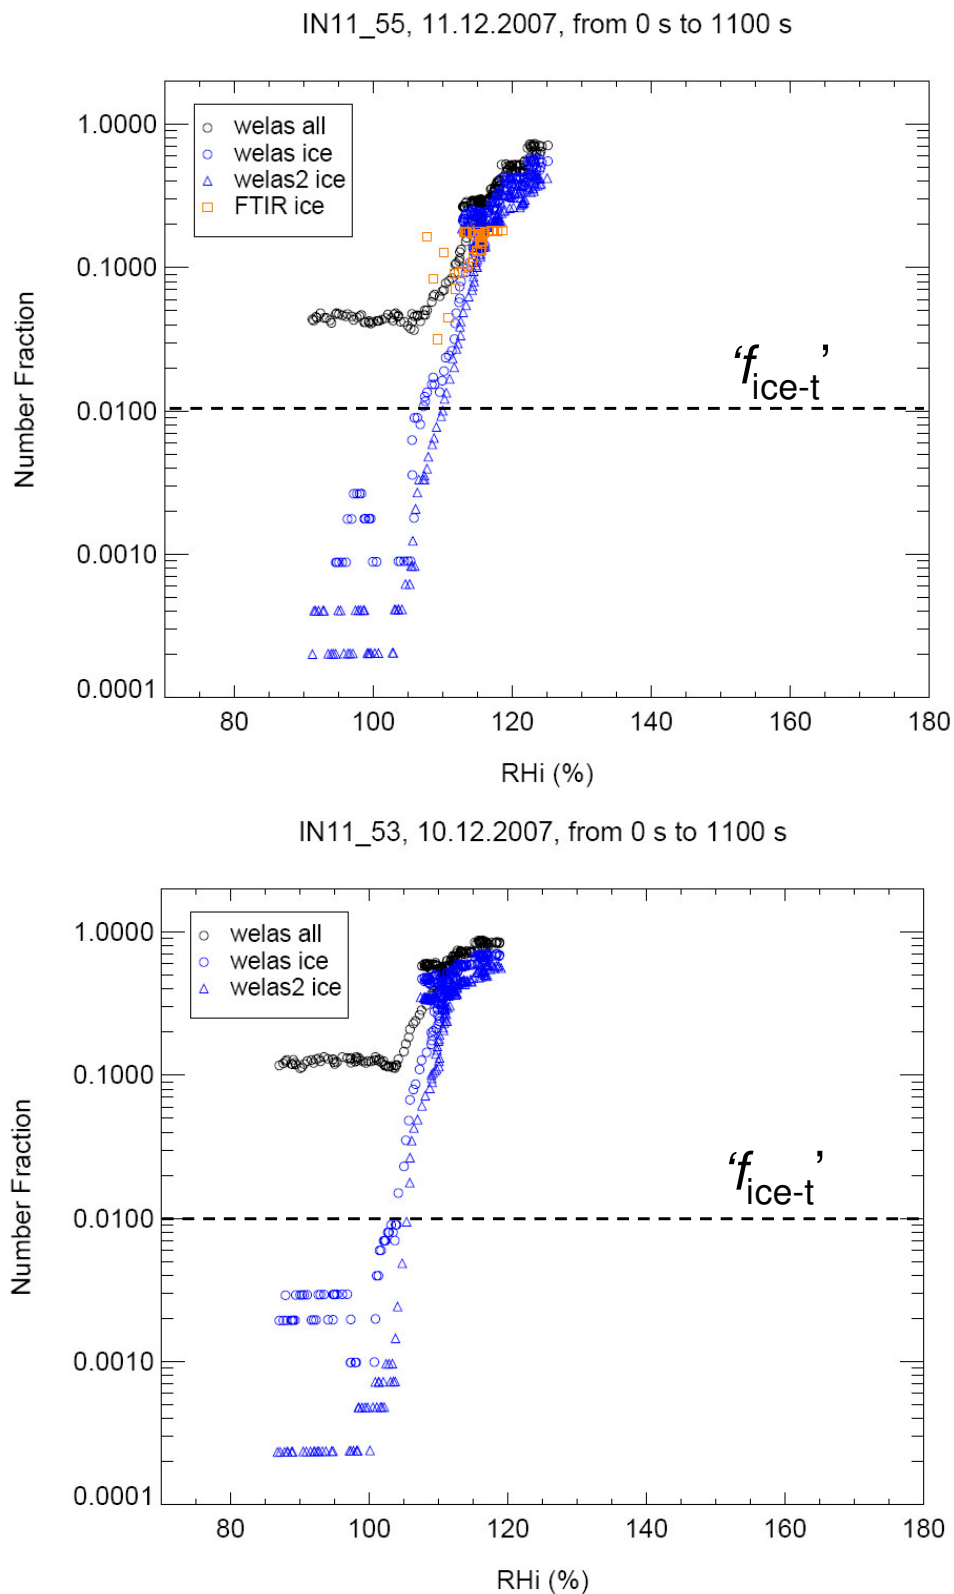 IN11_55, 11.12.2007, from 0 s to 1100 s
welas all
welas ice
welas2 ice
FTIR ice
1.0000
0.1000
0.0100
0.0010
0.0001
Number Fraction
‘fice-t’
80 100 120 140 160 180
RHi (%)
IN11_53, 10.12.2007, from 0 s to 1100 s
welas all
welas ice
welas2 ice
1.0000
0.1000
0.0100
0.0010
0.0001
Number Fraction
‘fice-t’
80 100 120 140 160 180
RHi (%)